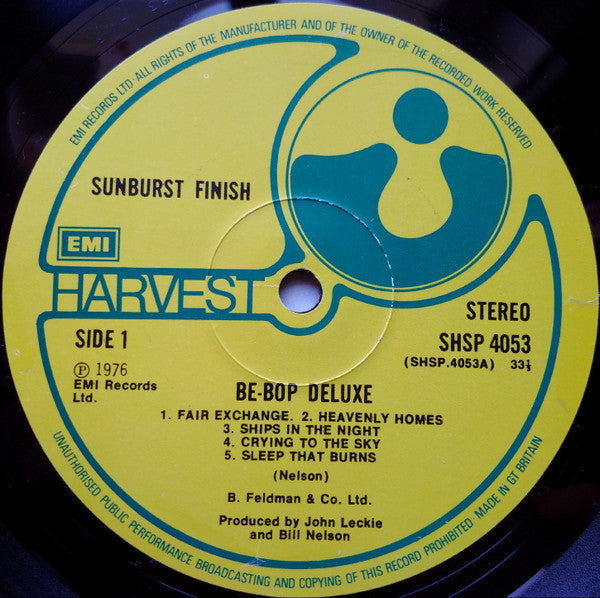 EMI RECORDS LTD·ALL RIGHTS OF THE MANUFACTURER AND OF THE OWNER OF THE RECORDED WORK RESERVED·
SUNBURST FINISH
EMI
HARVEST
STEREO
SIDE 1
SHSP 4053
(SHSP.4053A) 33⅓
Ⓟ 1976
EMI Records
Ltd.
BE-BOP DELUXE
1. FAIR EXCHANGE. 2. HEAVENLY HOMES
3. SHIPS IN THE NIGHT
4. CRYING TO THE SKY
5. SLEEP THAT BURNS
(Nelson)
B. Feldman & Co. Ltd.
Produced by John Leckie
and Bill Nelson
UNAUTHORISED PUBLIC PERFORMANCE BROADCASTING AND COPYING OF THIS RECORD PROHIBITED·MADE IN GT BRITAIN